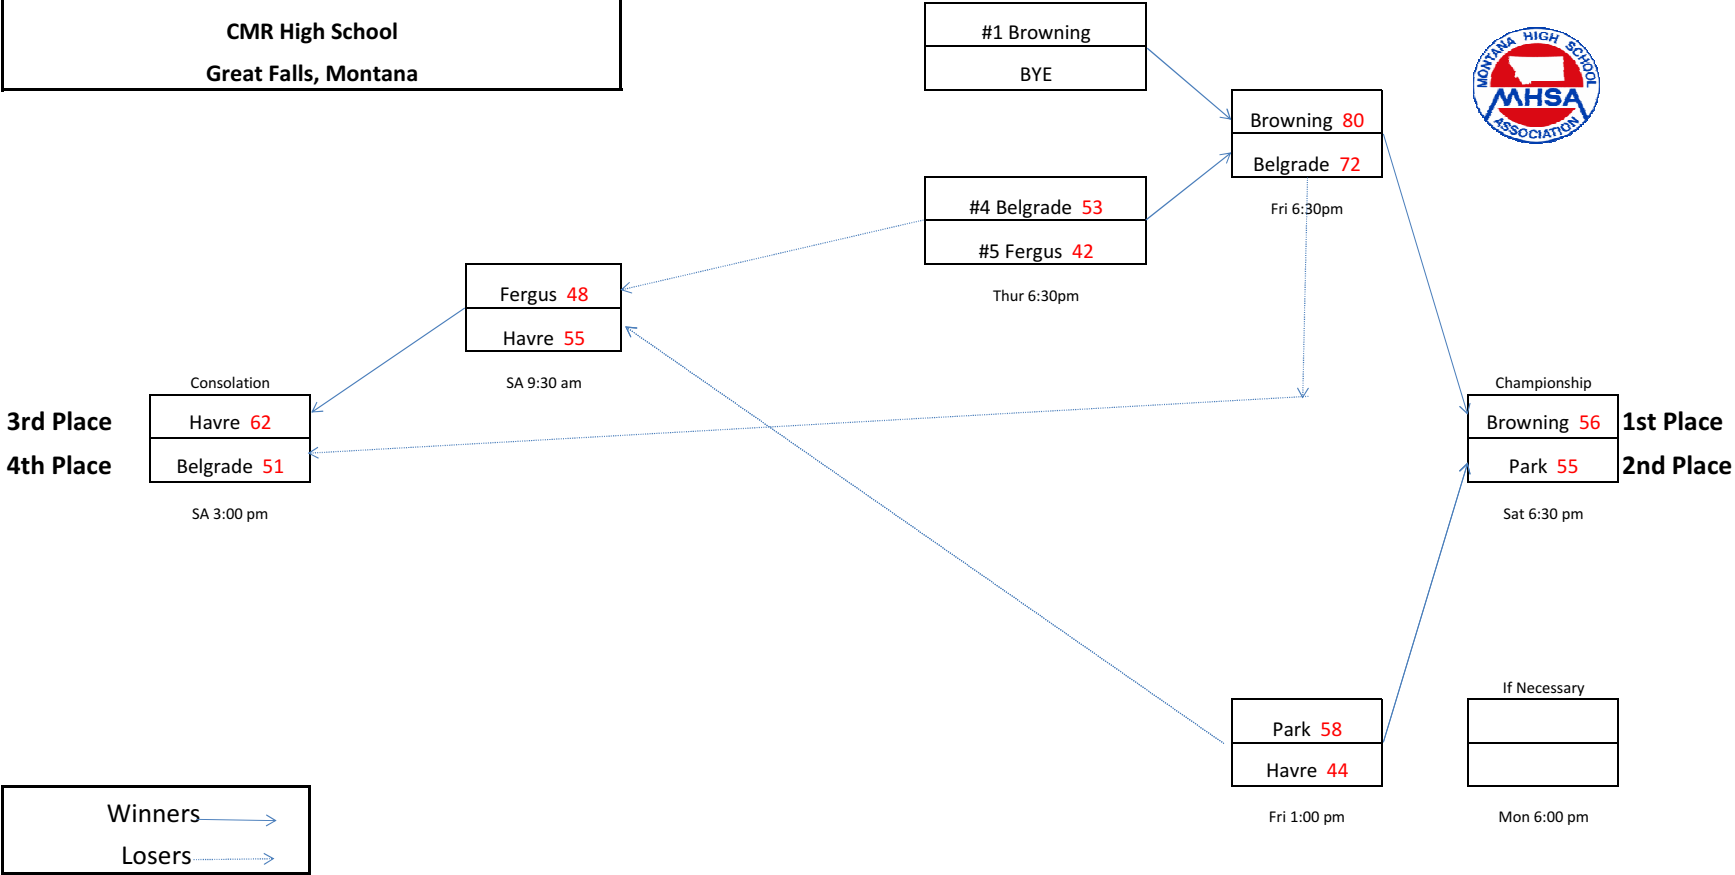 CMR High School
Great Falls, Montana
#1 Browning
BYE
MONTANA HIGH SCHOOL
MHSA
ASSOCIATION
Browning 80
Belgrade 72
Fri 6:30pm
#4 Belgrade 53
#5 Fergus 42
Thur 6:30pm
Fergus 48
Havre 55
SA 9:30 am
Consolation
3rd Place Havre 62
4th Place Belgrade 51
SA 3:00 pm
Championship
Browning 56 1st Place
Park 55 2nd Place
Sat 6:30 pm
Park 58
Havre 44
Fri 1:00 pm
If Necessary
Mon 6:00 pm
Winners
Losers